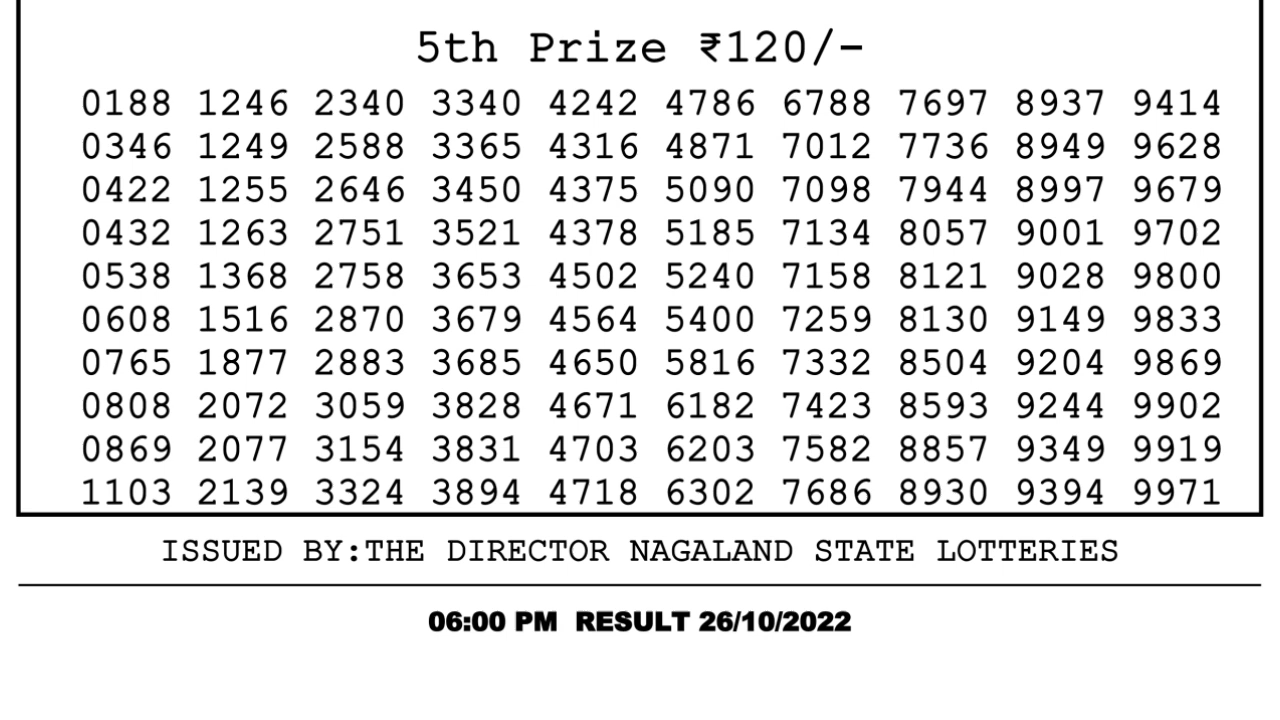 5th Prize ₹120/-
0188 1246 2340 3340 4242 4786 6788 7697 8937 9414
0346 1249 2588 3365 4316 4871 7012 7736 8949 9628
0422 1255 2646 3450 4375 5090 7098 7944 8997 9679
0432 1263 2751 3521 4378 5185 7134 8057 9001 9702
0538 1368 2758 3653 4502 5240 7158 8121 9028 9800
0608 1516 2870 3679 4564 5400 7259 8130 9149 9833
0765 1877 2883 3685 4650 5816 7332 8504 9204 9869
0808 2072 3059 3828 4671 6182 7423 8593 9244 9902
0869 2077 3154 3831 4703 6203 7582 8857 9349 9919
1103 2139 3324 3894 4718 6302 7686 8930 9394 9971
ISSUED BY:THE DIRECTOR NAGALAND STATE LOTTERIES
06:00 PM RESULT 26/10/2022